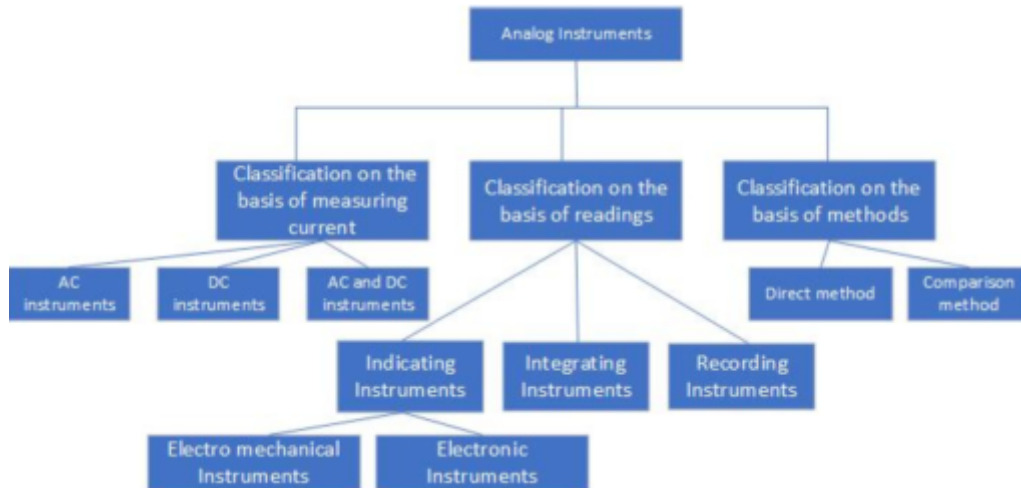 Analog Instruments
Classification on the
basis of measuring
current
Classification on the
basis of readings
Classification on the
basis of methods
AC
instruments
DC
instruments
AC and DC
instruments
Direct method
Comparison
method
Indicating
Instruments
Integrating
Instruments
Recording
Instruments
Electro mechanical
Instruments
Electronic
Instruments